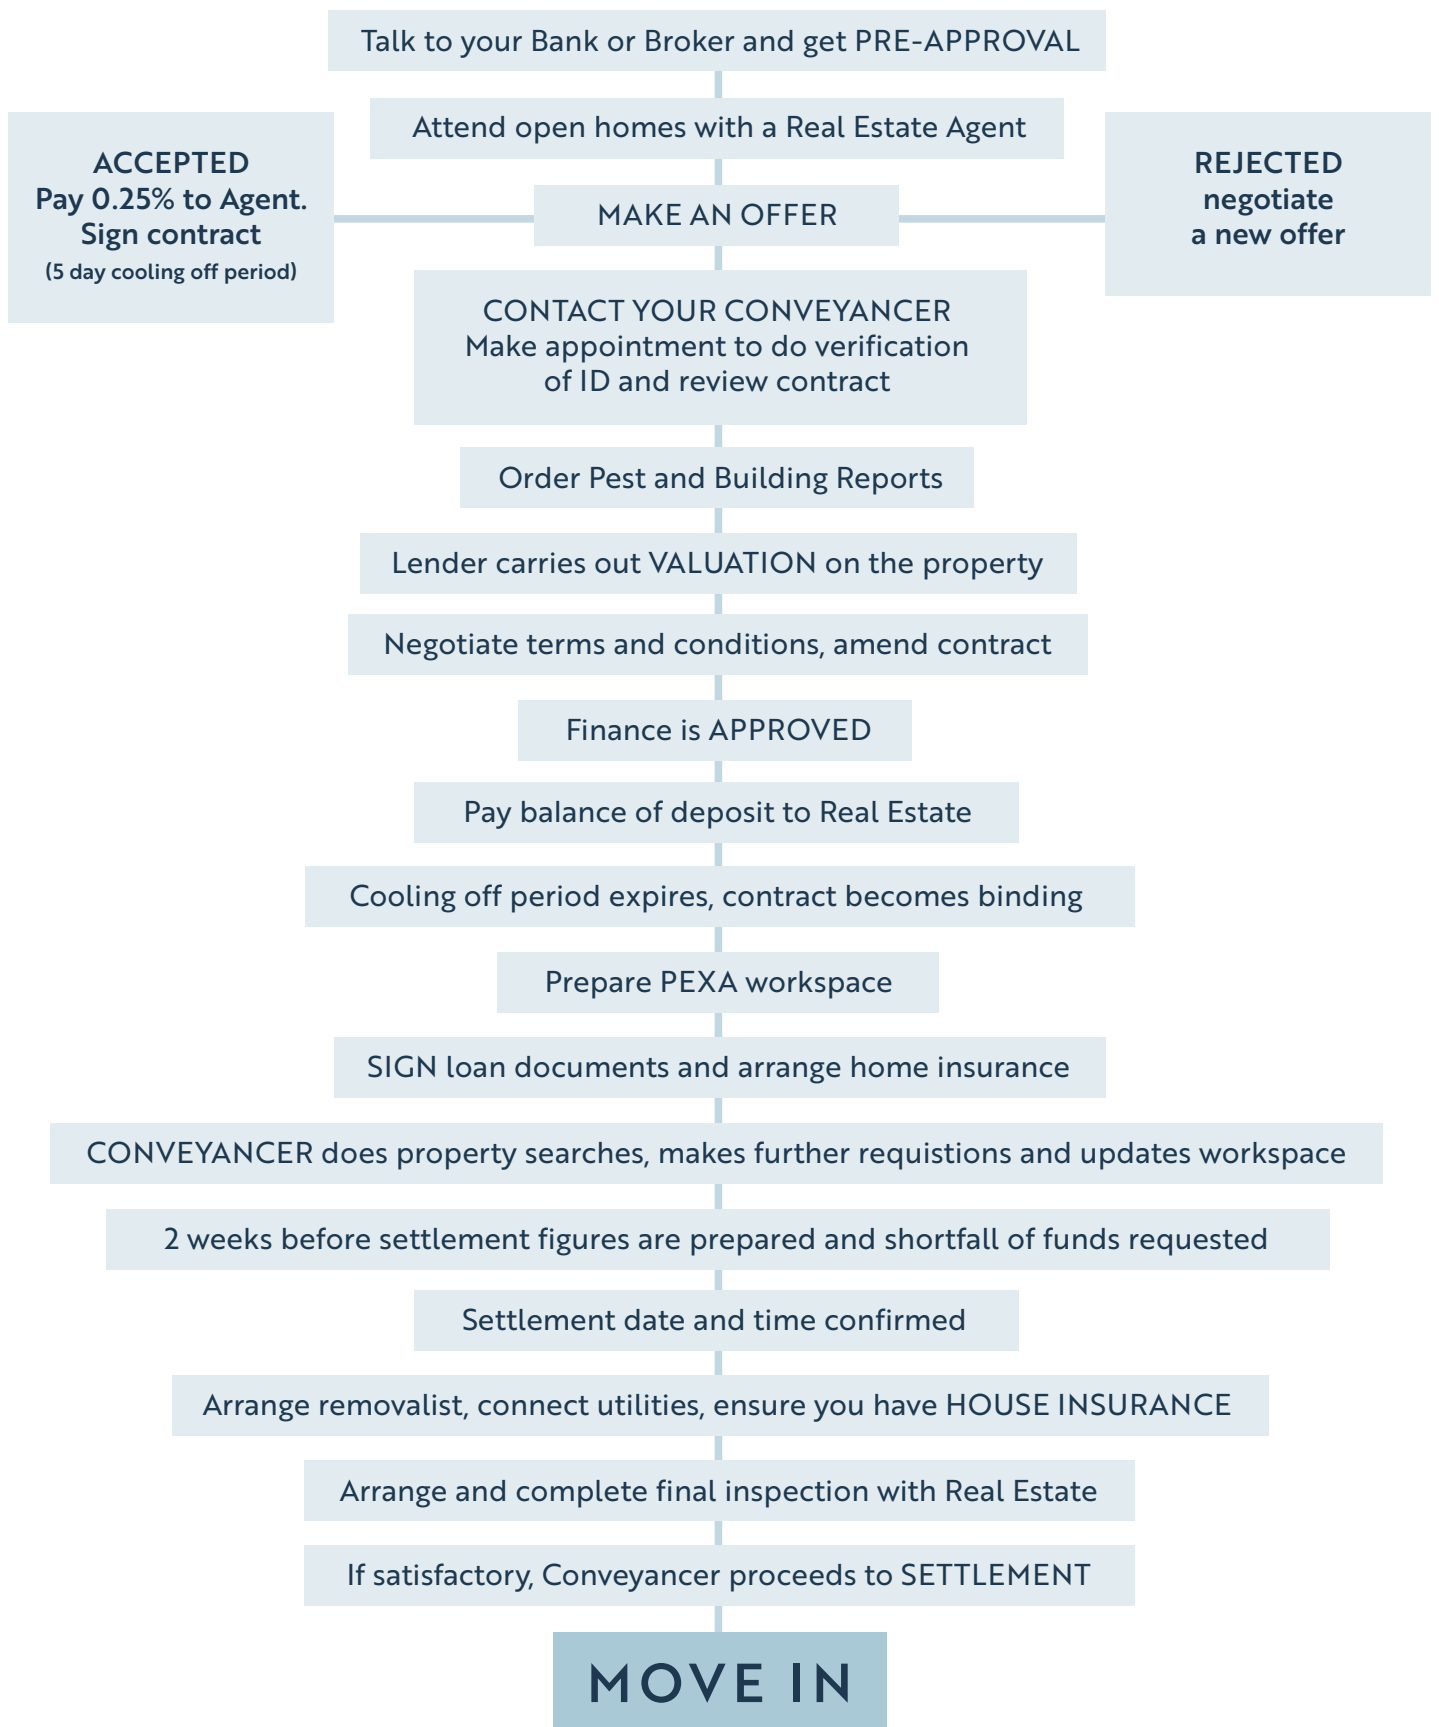 Talk to your Bank or Broker and get PRE-APPROVAL
Attend open homes with a Real Estate Agent
MAKE AN OFFER
ACCEPTED
Pay 0.25% to Agent.
Sign contract
(5 day cooling off period)
REJECTED
negotiate
a new offer
CONTACT YOUR CONVEYANCER
Make appointment to do verification
of ID and review contract
Order Pest and Building Reports
Lender carries out VALUATION on the property
Negotiate terms and conditions, amend contract
Finance is APPROVED
Pay balance of deposit to Real Estate
Cooling off period expires, contract becomes binding
Prepare PEXA workspace
SIGN loan documents and arrange home insurance
CONVEYANCER does property searches, makes further requistions and updates workspace
2 weeks before settlement figures are prepared and shortfall of funds requested
Settlement date and time confirmed
Arrange removalist, connect utilities, ensure you have HOUSE INSURANCE
Arrange and complete final inspection with Real Estate
If satisfactory, Conveyancer proceeds to SETTLEMENT
MOVE IN